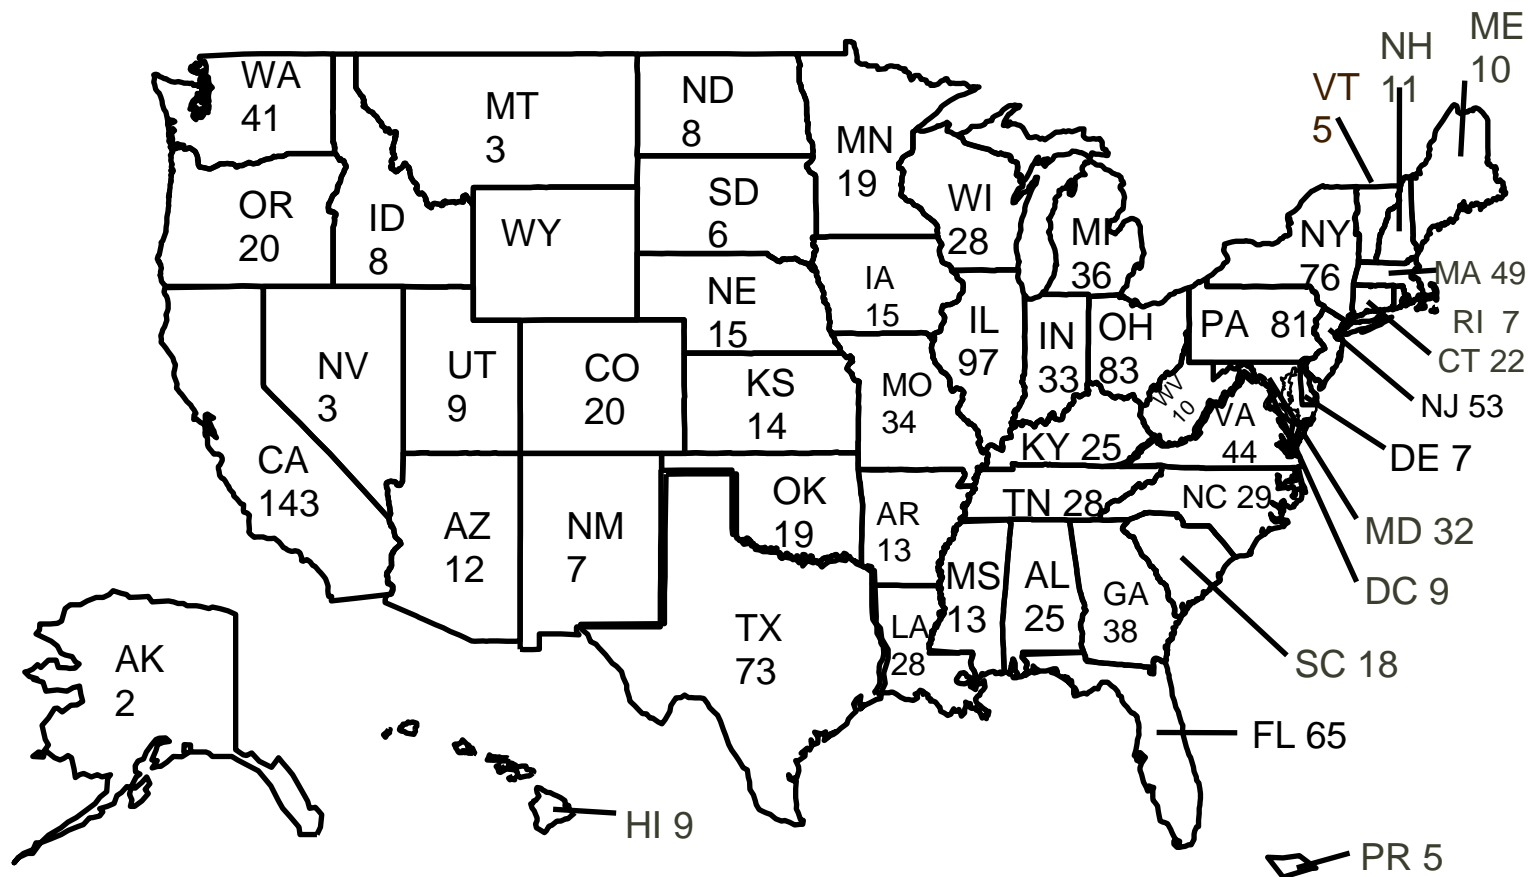 ME
10
NH
11
VT
5
WA
41
MT
3
ND
8
MN
19
OR
20
ID
8
WY
SD
6
WI
28
MI
36
NY
76
MA 49
NE
15
IA
15
IL
97
IN
33
OH
83
PA 81
RI 7
CT 22
NV
3
UT
9
CO
20
KS
14
MO
34
WV
10
VA
44
NJ 53
DE 7
CA
143
KY 25
AZ
12
NM
7
OK
19
AR
13
TN 28
NC 29
MD 32
DC 9
MS
13
AL
25
GA
38
SC 18
TX
73
LA
28
FL 65
AK
2
HI 9
PR 5